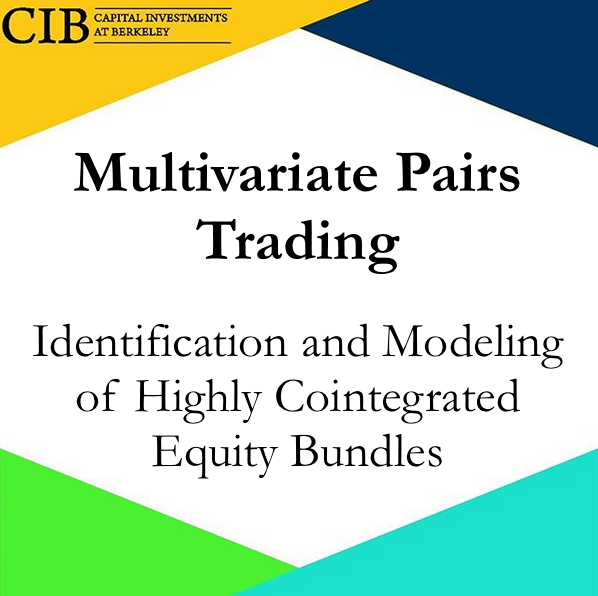 CIB CAPITAL INVESTMENTS
AT BERKELEY
Multivariate Pairs
Trading
Identification and Modeling
of Highly Cointegrated
Equity Bundles